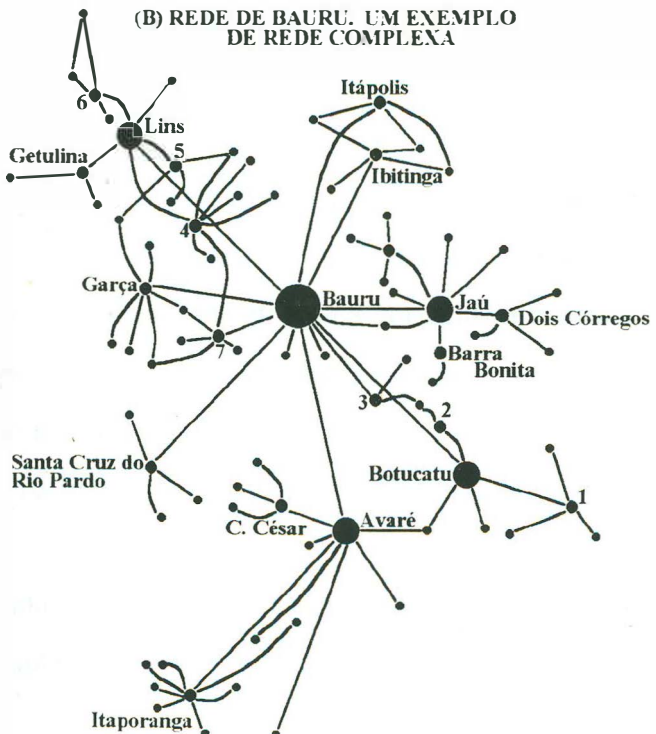 (B) REDE DE BAURU. UM EXEMPLO
DE REDE COMPLEXA
Itápolis
6
Lins
Getulina
5
Ibitinga
4
Garça
Bauru
Jaú
Dois Córregos
7
Barra
Bonita
3
2
Santa Cruz do
Rio Pardo
Botucatu
1
C. César
Avaré
Itaporanga